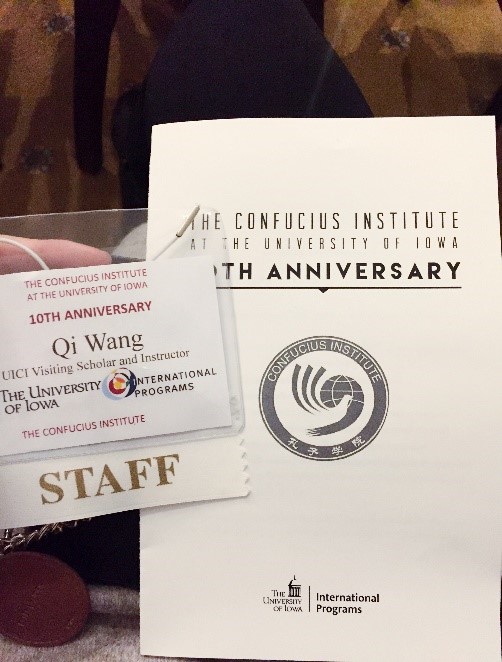 THE CONFUCIUS INSTITUTE
AT THE UNIVERSITY OF IOWA
10TH ANNIVERSARY
Qi Wang
UICI Visiting Scholar and Instructor
THE UNIVERSITY
OF IOWA
INTERNATIONAL
PROGRAMS
THE CONFUCIUS INSTITUTE
STAFF
THE CONFUCIUS INSTITUTE
AT THE UNIVERSITY OF IOWA
0TH ANNIVERSARY
CONFUCIUS INSTITUTE
孔子学院
THE
UNIVERSITY
OF IOWA
International
Programs